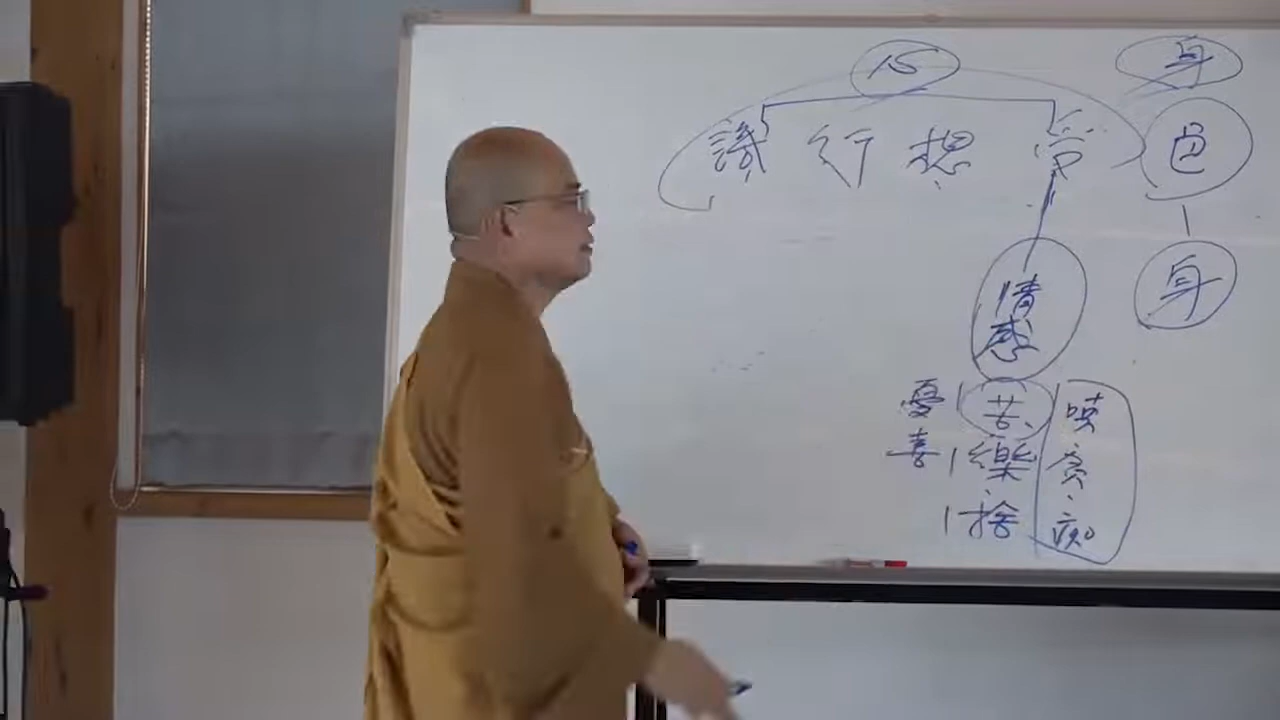 身 心
色 受 想 行 識
身
情感
瞋貪痴
苦樂捨
憂喜